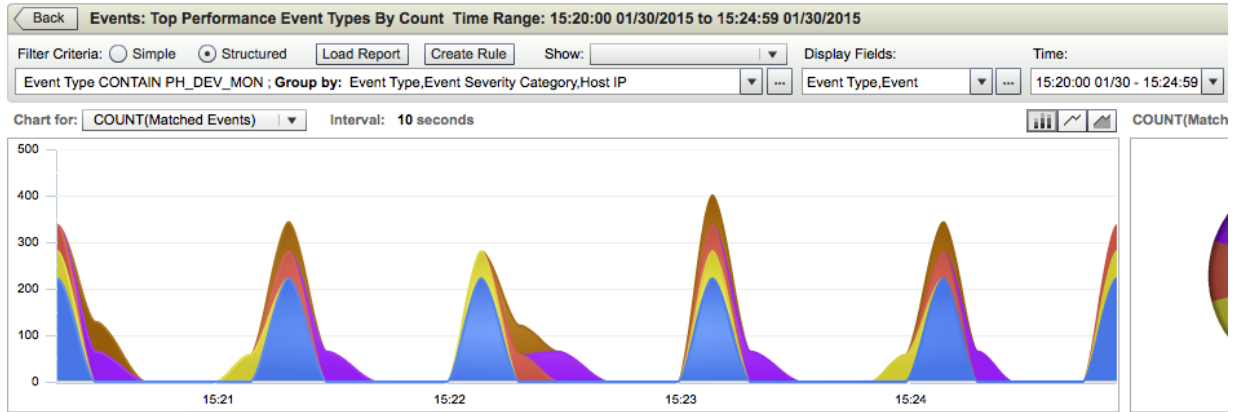 Back Events: Top Performance Event Types By Count Time Range: 15:20:00 01/30/2015 to 15:24:59 01/30/2015
Filter Criteria: Simple Structured Load Report Create Rule Show: Display Fields: Time:
Event Type CONTAIN PH_DEV_MON ; Group by: Event Type,Event Severity Category,Host IP ... Event Type,Event ... 15:20:00 01/30 - 15:24:59
Chart for: COUNT(Matched Events) Interval: 10 seconds COUNT(Match
500
400
300
200
100
0
15:21 15:22 15:23 15:24